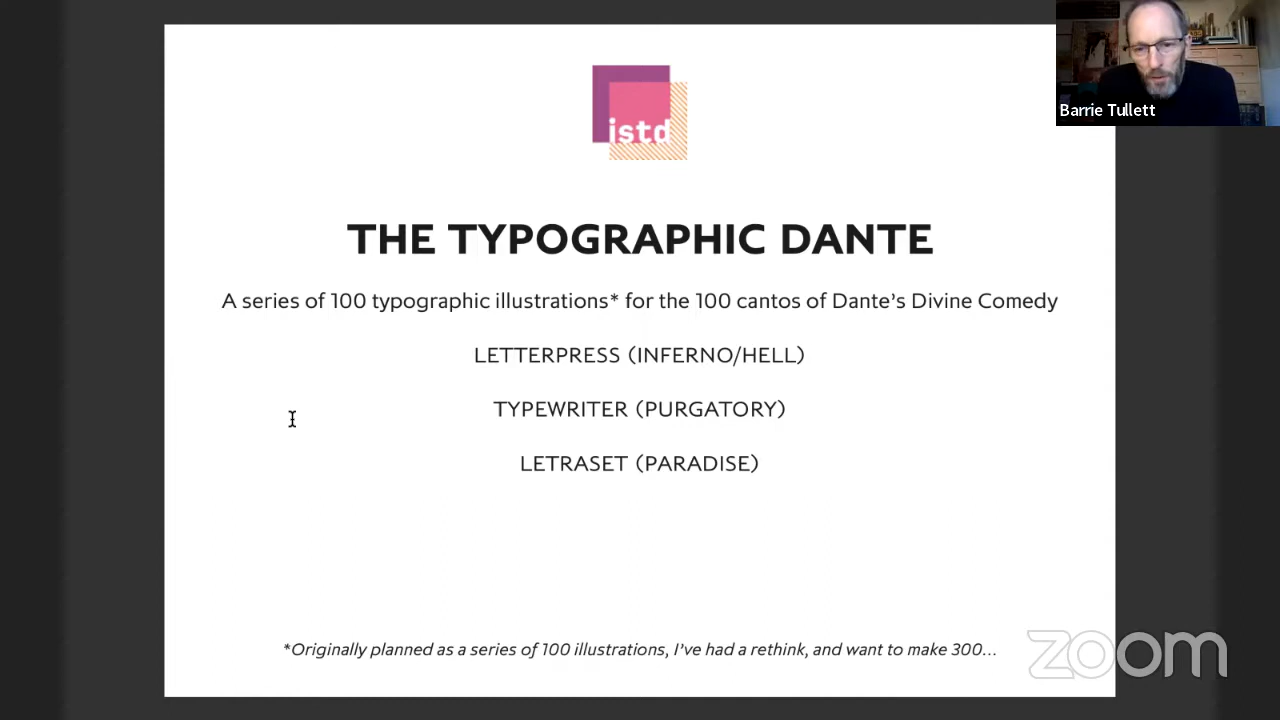 istd
Barrie Tullett
THE TYPOGRAPHIC DANTE
A series of 100 typographic illustrations* for the 100 cantos of Dante’s Divine Comedy
LETTERPRESS (INFERNO/HELL)
TYPEWRITER (PURGATORY)
LETRASET (PARADISE)
*Originally planned as a series of 100 illustrations, I’ve had a rethink, and want to make 300...
zoom